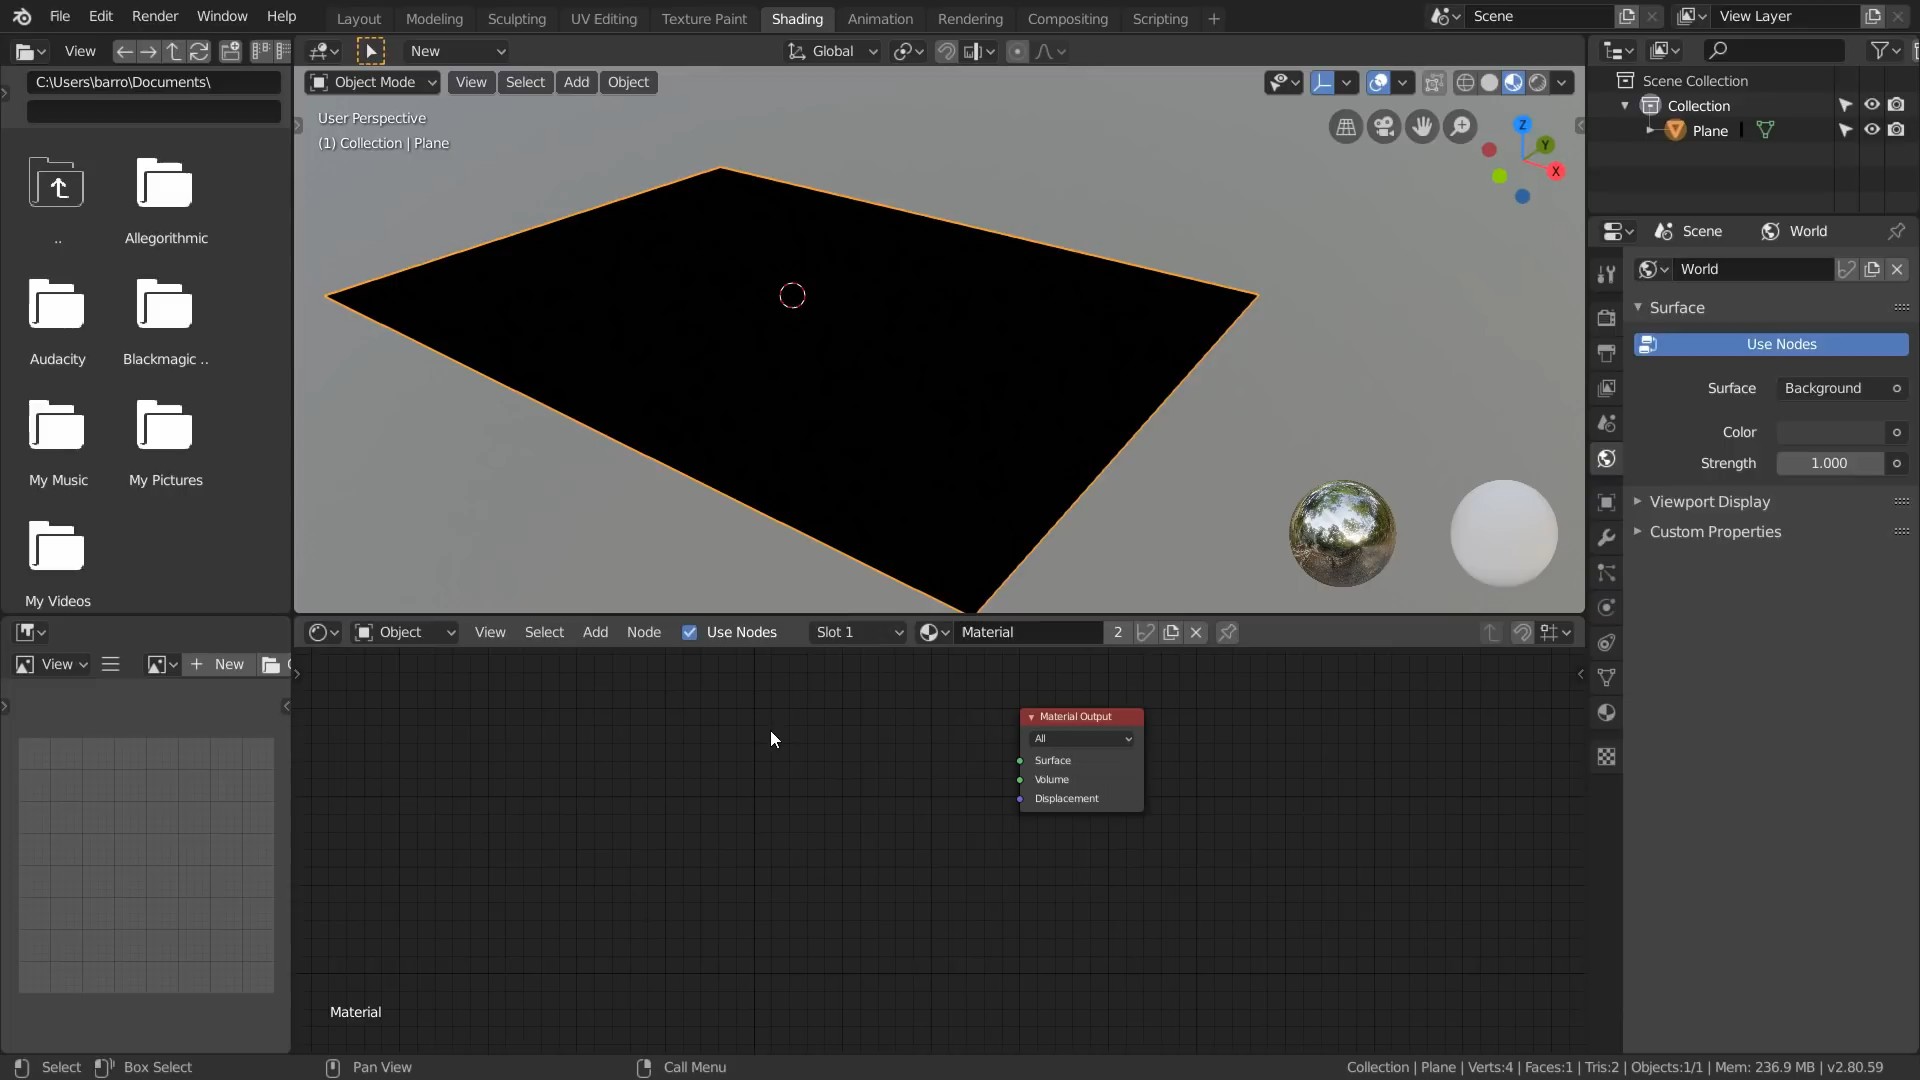 File Edit Render Window Help
Layout Modeling Sculpting UV Editing Texture Paint Shading Animation Rendering Compositing Scripting +
Scene
View Layer
View
New
Global
C:\Users\barro\Documents\
Object Mode View Select Add Object
Scene Collection
Collection
Plane
User Perspective
(1) Collection | Plane
Z
Y
X
..
Allegorithmic
Audacity
Blackmagic ..
My Music
My Pictures
My Videos
Scene World
World
Surface
Use Nodes
Surface Background
Color
Strength 1.000
Viewport Display
Custom Properties
Object View Select Add Node Use Nodes Slot 1 Material 2
View + New
Material Output
All
Surface
Volume
Displacement
Material
Select Box Select Pan View Call Menu
Collection | Plane | Verts:4 | Faces:1 | Tris:2 | Objects:1/1 | Mem: 236.9 MB | v2.80.59